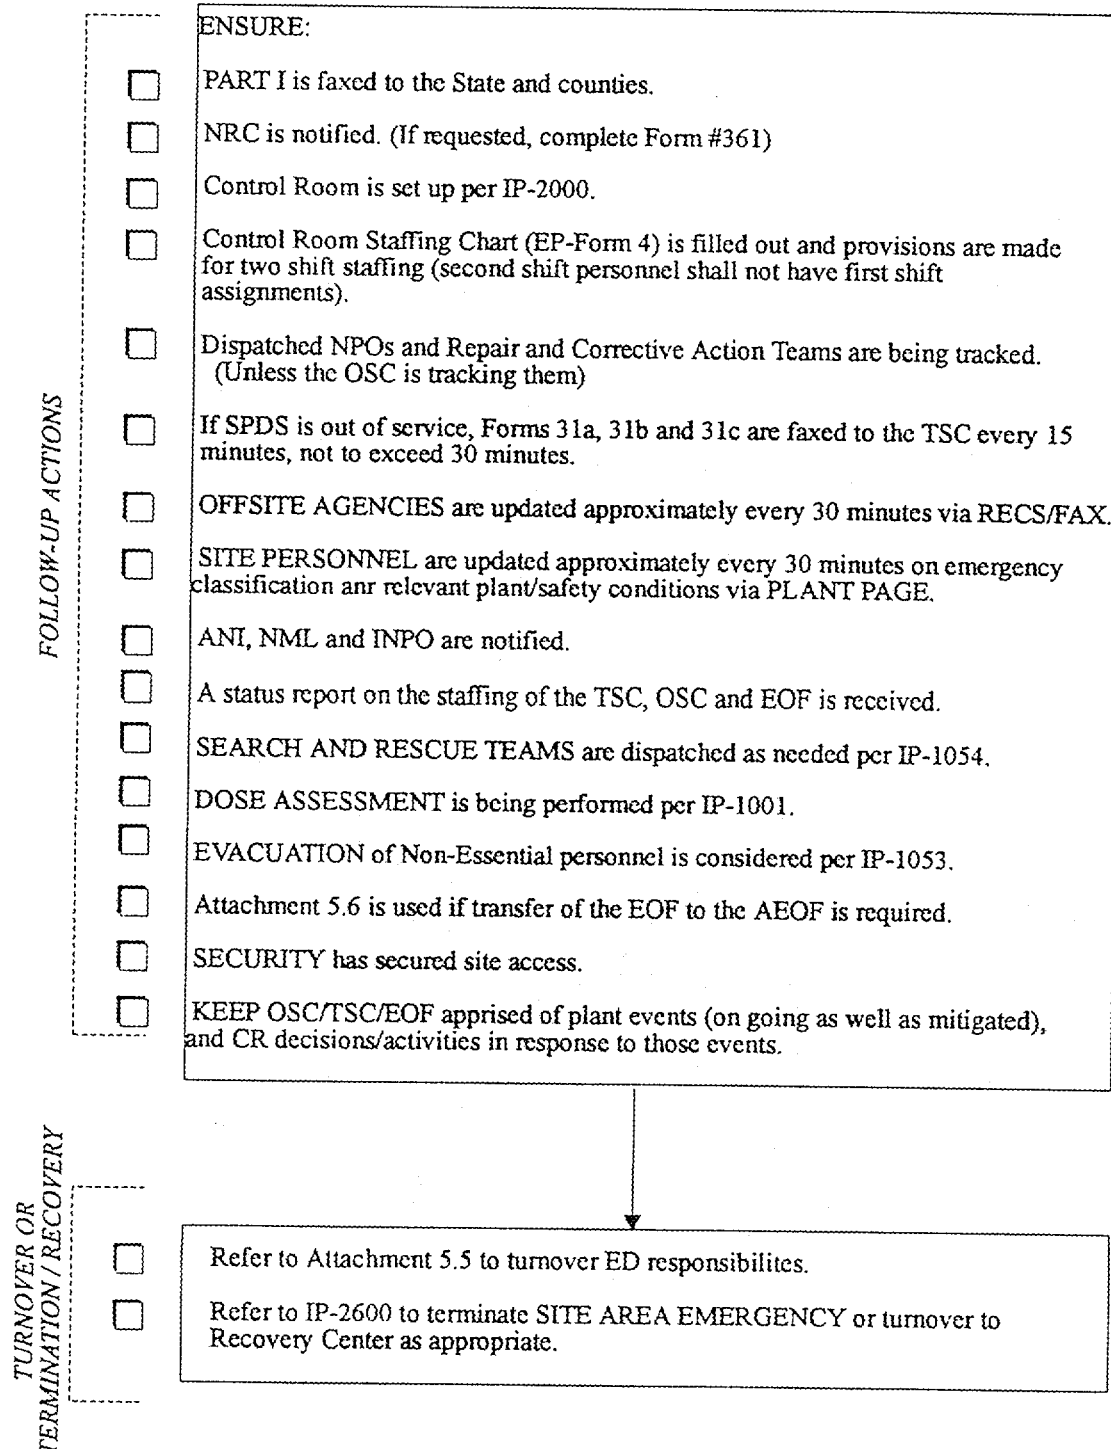 ENSURE:
PART I is faxed to the State and counties.
NRC is notified. (If requested, complete Form #361)
Control Room is set up per IP-2000.
Control Room Staffing Chart (EP-Form 4) is filled out and provisions are made
for two shift staffing (second shift personnel shall not have first shift
assignments).
Dispatched NPOs and Repair and Corrective Action Teams are being tracked.
(Unless the OSC is tracking them)
If SPDS is out of service, Forms 31a, 31b and 31c are faxed to the TSC every 15
minutes, not to exceed 30 minutes.
OFFSITE AGENCIES are updated approximately every 30 minutes via RECS/FAX.
SITE PERSONNEL are updated approximately every 30 minutes on emergency
classification anr relevant plant/safety conditions via PLANT PAGE.
ANI, NML and INPO are notified.
A status report on the staffing of the TSC, OSC and EOF is received.
SEARCH AND RESCUE TEAMS are dispatched as needed per IP-1054.
DOSE ASSESSMENT is being performed per IP-1001.
EVACUATION of Non-Essential personnel is considered per IP-1053.
Attachment 5.6 is used if transfer of the EOF to the AEOF is required.
SECURITY has secured site access.
KEEP OSC/TSC/EOF apprised of plant events (on going as well as mitigated),
and CR decisions/activities in response to those events.
FOLLOW-UP ACTIONS
Refer to Attachment 5.5 to turnover ED responsibilites.
Refer to IP-2600 to terminate SITE AREA EMERGENCY or turnover to
Recovery Center as appropriate.
TURNOVER OR
TERMINATION / RECOVERY